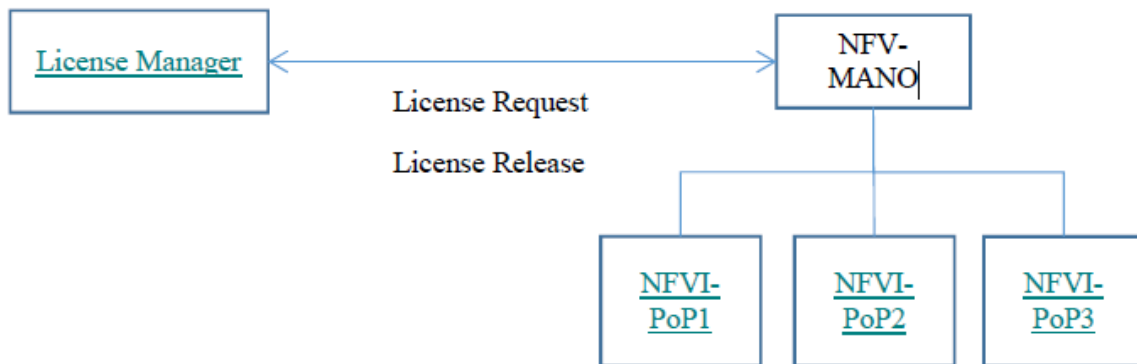 License Manager
NFV-
MANO
License Request
License Release
NFVI-
PoP1
NFVI-
PoP2
NFVI-
PoP3